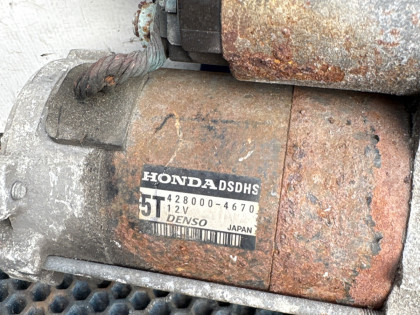 HONDA DSDHS
5T 428000-4670
12V
DENSO JAPAN